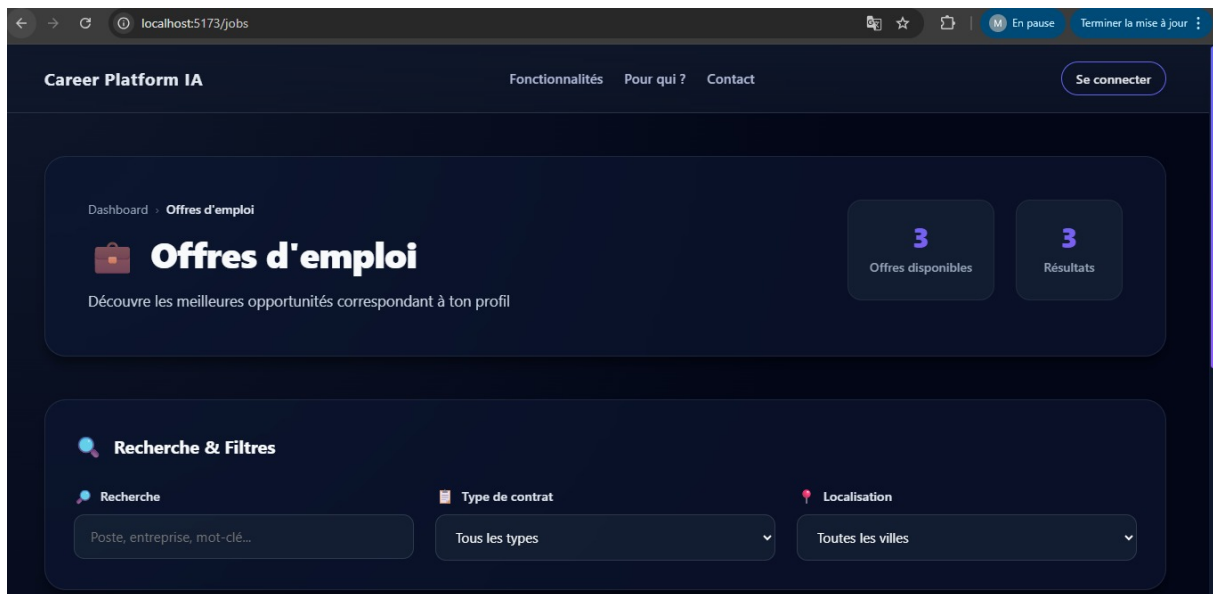 localhost:5173/jobs
M En pause
Terminer la mise à jour
Career Platform IA
Fonctionnalités Pour qui ? Contact
Se connecter
Dashboard › Offres d'emploi
Offres d'emploi
Découvre les meilleures opportunités correspondant à ton profil
3
Offres disponibles
3
Résultats
Recherche & Filtres
Recherche
Poste, entreprise, mot-clé...
Type de contrat
Tous les types
Localisation
Toutes les villes